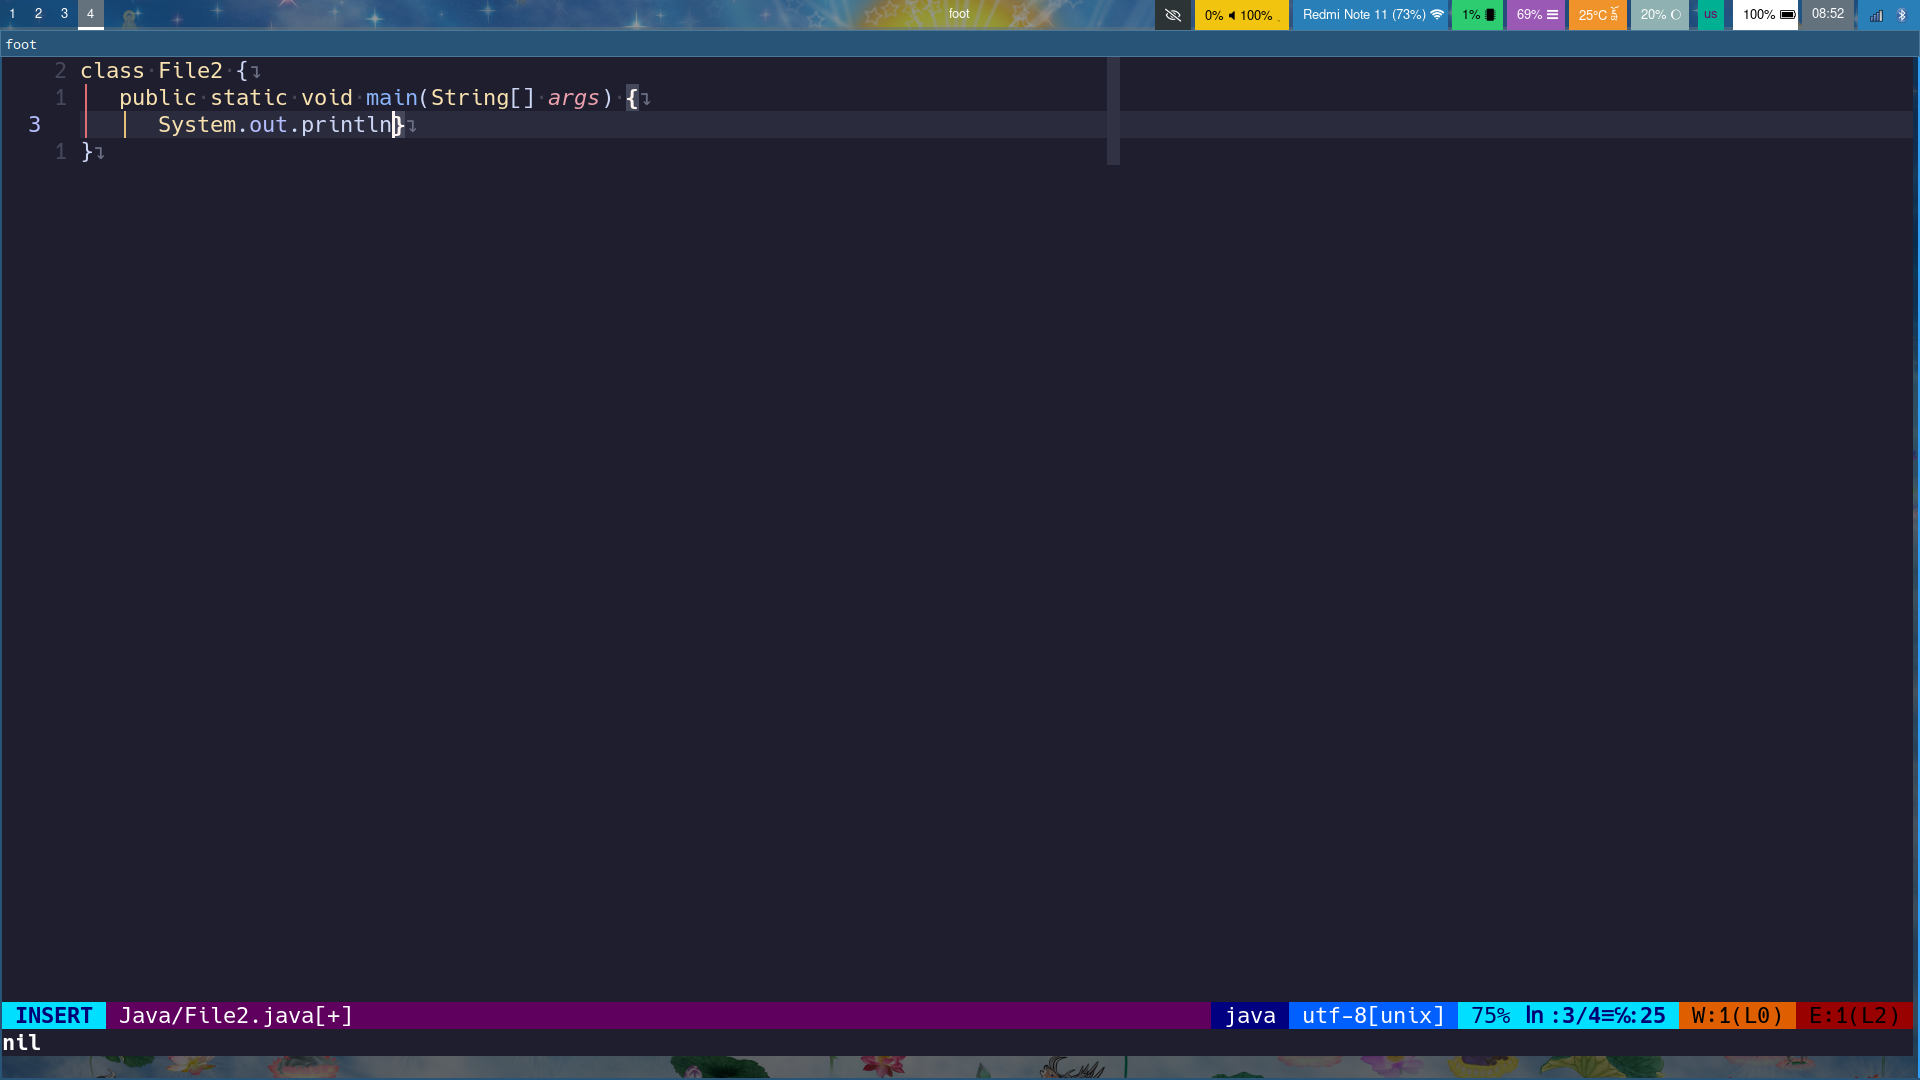 1 2 3 4 foot 0% 100% Redmi Note 11 (73%) 1% 69% 25°C 20% us 100% 08:52
foot
2 class File2 {
1 public static void main(String[] args) {
3 System.out.println}
1 }
INSERT Java/File2.java[+] java utf-8[unix] 75% ln :3/4≡℅:25 W:1(L0) E:1(L2)
nil